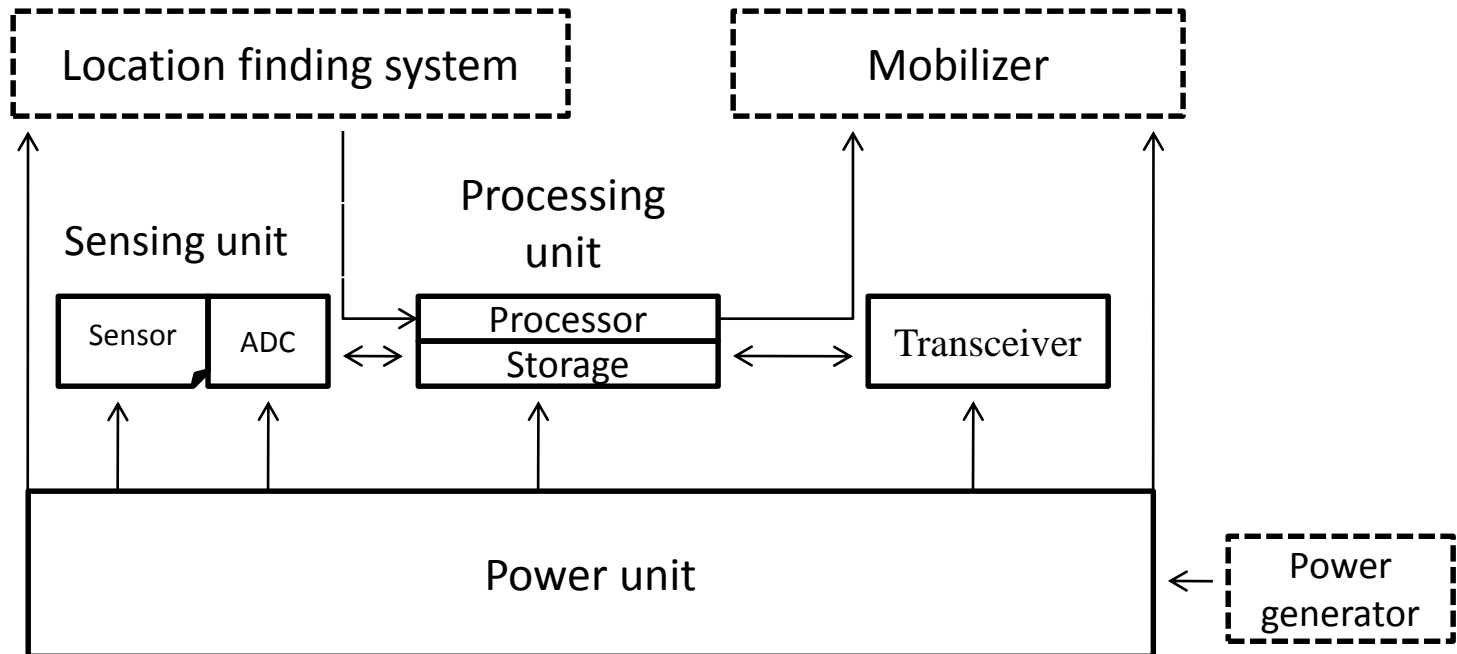 Location finding system
Mobilizer
Processing
unit
Sensing unit
Sensor
ADC
Processor
Storage
Transceiver
Power unit
Power
generator